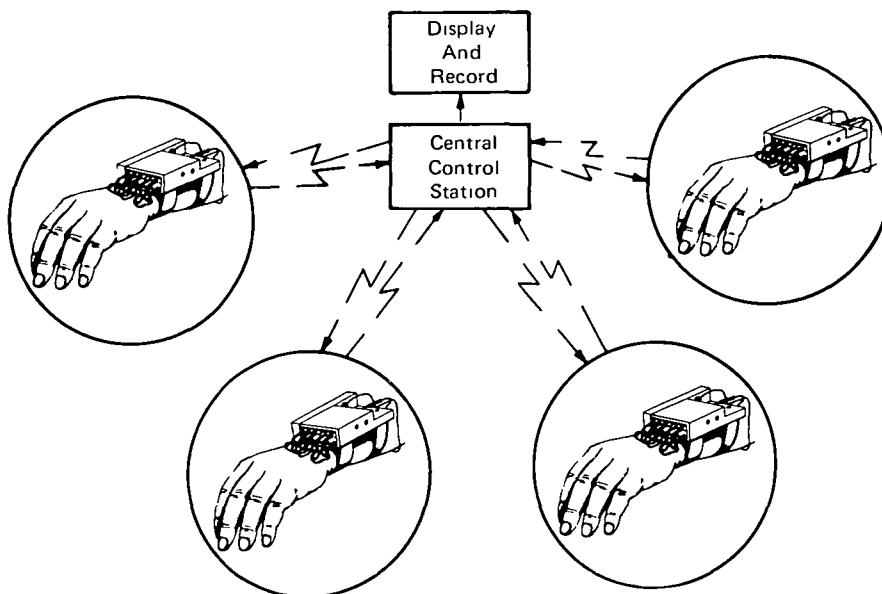 Display
And
Record
Central
Control
Station